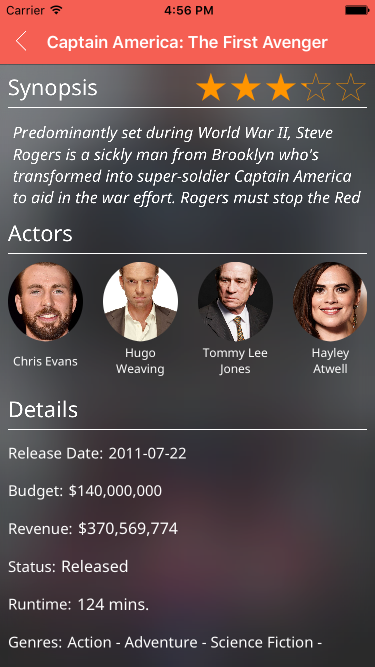 Carrier 4:56 PM
Captain America: The First Avenger
Synopsis
Predominantly set during World War II, Steve
Rogers is a sickly man from Brooklyn who's
transformed into super-soldier Captain America
to aid in the war effort. Rogers must stop the Red
Actors
Chris Evans
Hugo
Weaving
Tommy Lee
Jones
Hayley
Atwell
Details
Release Date: 2011-07-22
Budget: $140,000,000
Revenue: $370,569,774
Status: Released
Runtime: 124 mins.
Genres: Action - Adventure - Science Fiction -